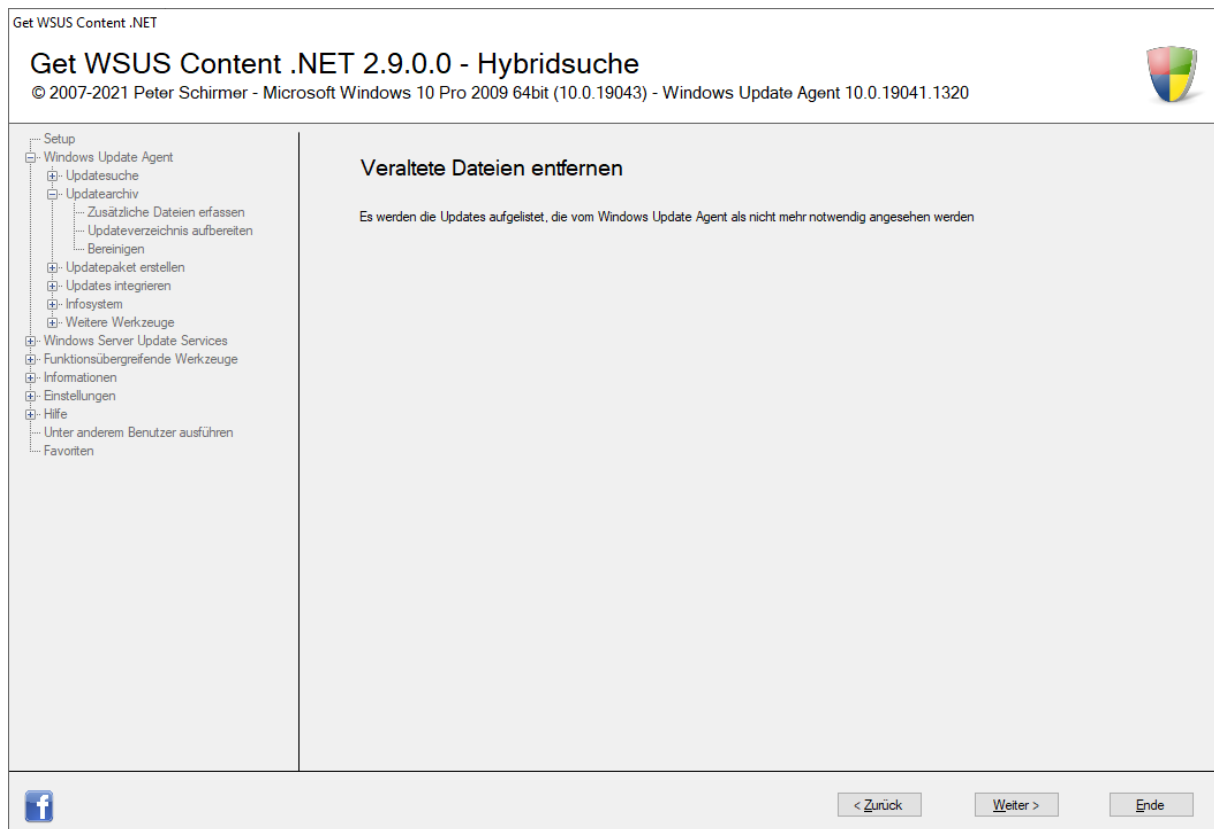 Get WSUS Content .NET
Get WSUS Content .NET 2.9.0.0 - Hybridsuche
© 2007-2021 Peter Schirmer - Microsoft Windows 10 Pro 2009 64bit (10.0.19043) - Windows Update Agent 10.0.19041.1320
Setup
Windows Update Agent
Updatesuche
Updatearchiv
Zusätzliche Dateien erfassen
Updateverzeichnis aufbereiten
Bereinigen
Updatepaket erstellen
Updates integrieren
Infosystem
Weitere Werkzeuge
Windows Server Update Services
Funktionsübergreifende Werkzeuge
Informationen
Einstellungen
Hilfe
Unter anderem Benutzer ausführen
Favoriten
Veraltete Dateien entfernen
Es werden die Updates aufgelistet, die vom Windows Update Agent als nicht mehr notwendig angesehen werden
< Zurück
Weiter >
Ende